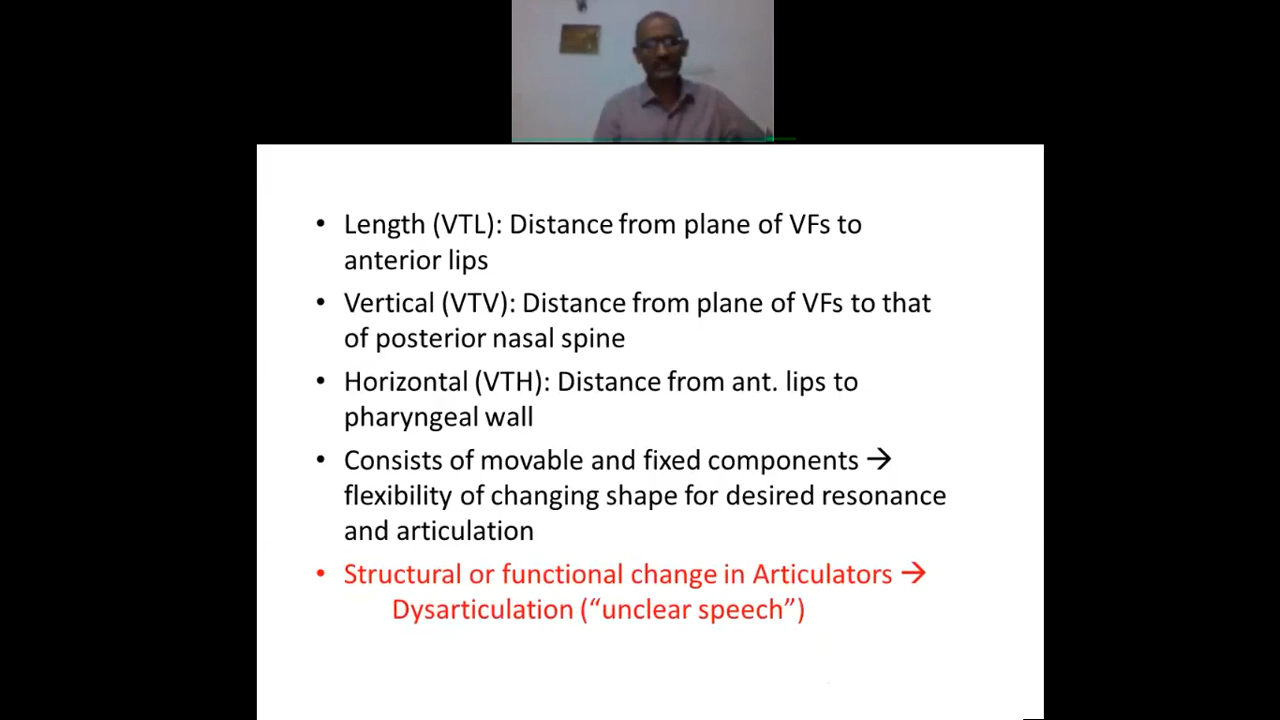 • Length (VTL): Distance from plane of VFs to
anterior lips
• Vertical (VTV): Distance from plane of VFs to that
of posterior nasal spine
• Horizontal (VTH): Distance from ant. lips to
pharyngeal wall
• Consists of movable and fixed components →
flexibility of changing shape for desired resonance
and articulation
• Structural or functional change in Articulators →
Dysarticulation (“unclear speech”)